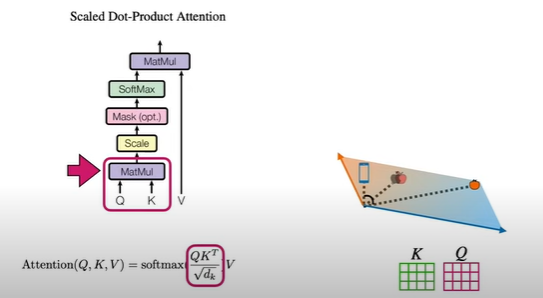 Scaled Dot-Product Attention
MatMul
SoftMax
Mask (opt.)
Scale
MatMul
Q K V
Attention(Q, K, V) = softmax(QK^T/√d_k)V
K Q